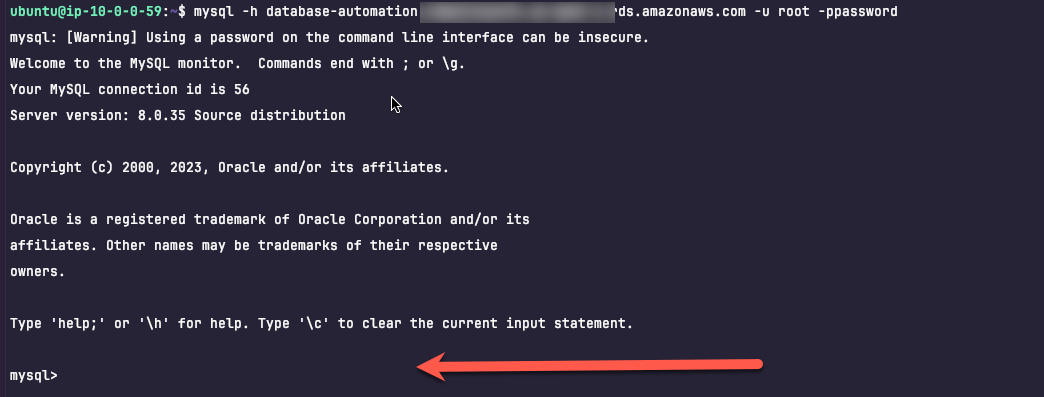 ubuntu@ip-10-0-0-59:~$ mysql -h database-automation rds.amazonaws.com -u root -ppassword
mysql: [Warning] Using a password on the command line interface can be insecure.
Welcome to the MySQL monitor.  Commands end with ; or \g.
Your MySQL connection id is 56
Server version: 8.0.35 Source distribution
Copyright (c) 2000, 2023, Oracle and/or its affiliates.
Oracle is a registered trademark of Oracle Corporation and/or its
affiliates. Other names may be trademarks of their respective
owners.
Type 'help;' or '\h' for help. Type '\c' to clear the current input statement.
mysql>